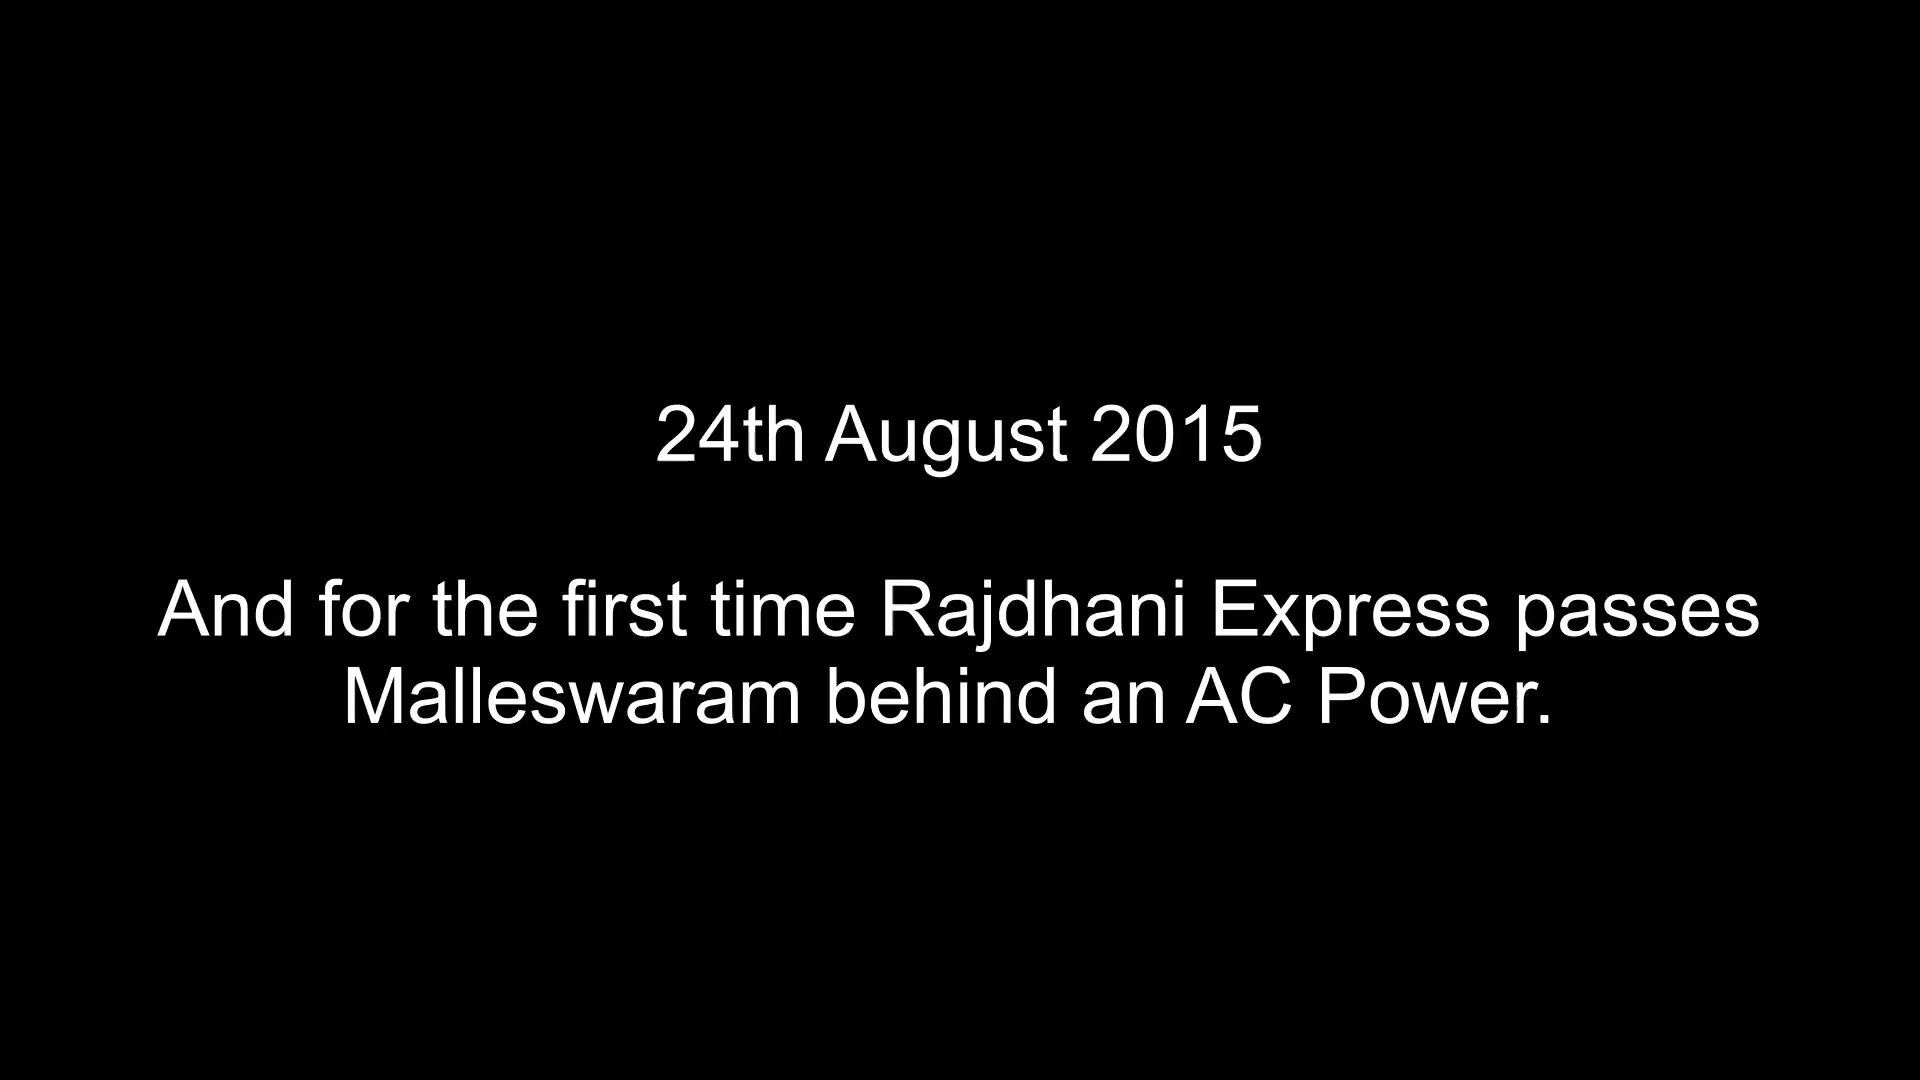 24th August 2015
And for the first time Rajdhani Express passes
Malleswaram behind an AC Power.